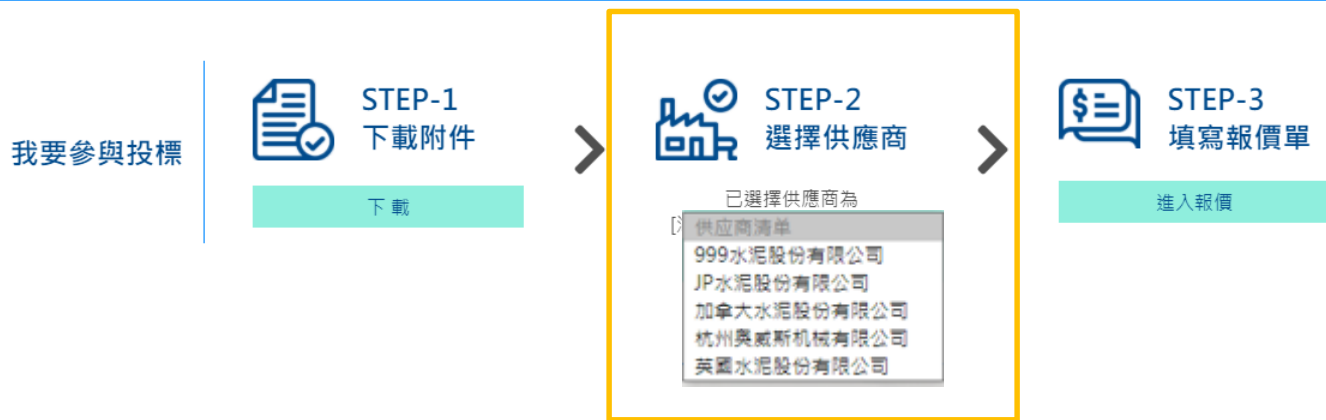 我要參與投標
STEP-1
下載附件
下 載
STEP-2
選擇供應商
已選擇供應商為
[
供应商清单
999水泥股份有限公司
JP水泥股份有限公司
加拿大水泥股份有限公司
杭州奥威斯机械有限公司
英國水泥股份有限公司
STEP-3
填寫報價單
進入報價